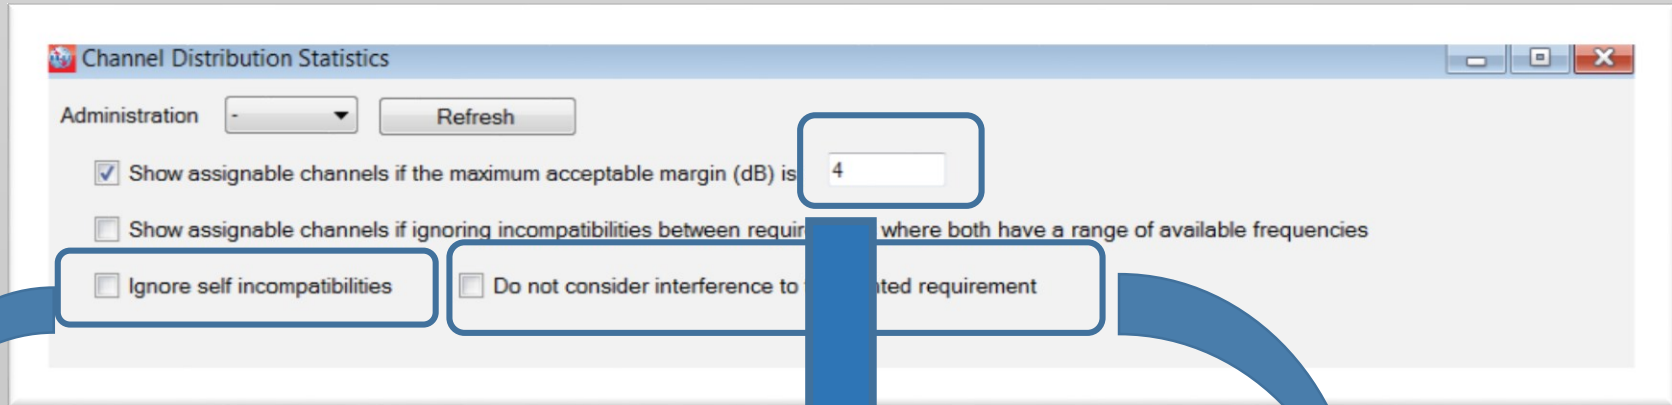 Channel Distribution Statistics
Administration - Refresh
Show assignable channels if the maximum acceptable margin (dB) is 4
Show assignable channels if ignoring incompatibilities between where both have a range of available frequencies
Ignore self incompatibilities Do not consider interference to requirement